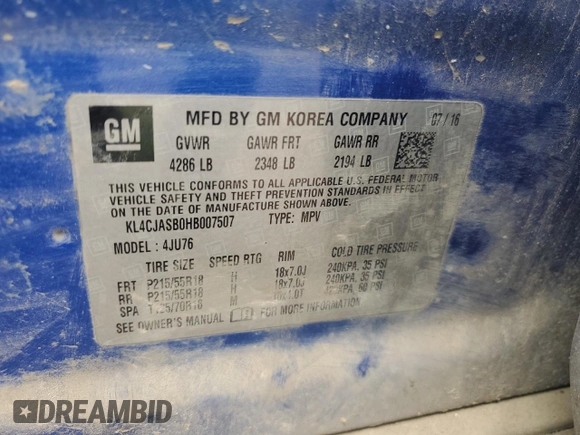 GM
MFD BY GM KOREA COMPANY 07/16
GVWR GAWR FRT GAWR RR
4286 LB 2348 LB 2194 LB
THIS VEHICLE CONFORMS TO ALL APPLICABLE U.S. FEDERAL MOTOR
VEHICLE SAFETY AND THEFT PREVENTION STANDARDS IN EFFECT
ON THE DATE OF MANUFACTURE SHOWN ABOVE.
KL4CJASB0HB007507 TYPE: MPV
MODEL: 4JU76
TIRE SIZE SPEED RTG RIM COLD TIRE PRESSURE
FRT P215/55R18 H 18x7.0J 240KPA, 35 PSI
RR P215/55R18 H 18x7.0J 240KPA, 35 PSI
SPA M 60 PSI
SEE OWNER'S MANUAL FOR MORE INFORMATION.
DREAMBID